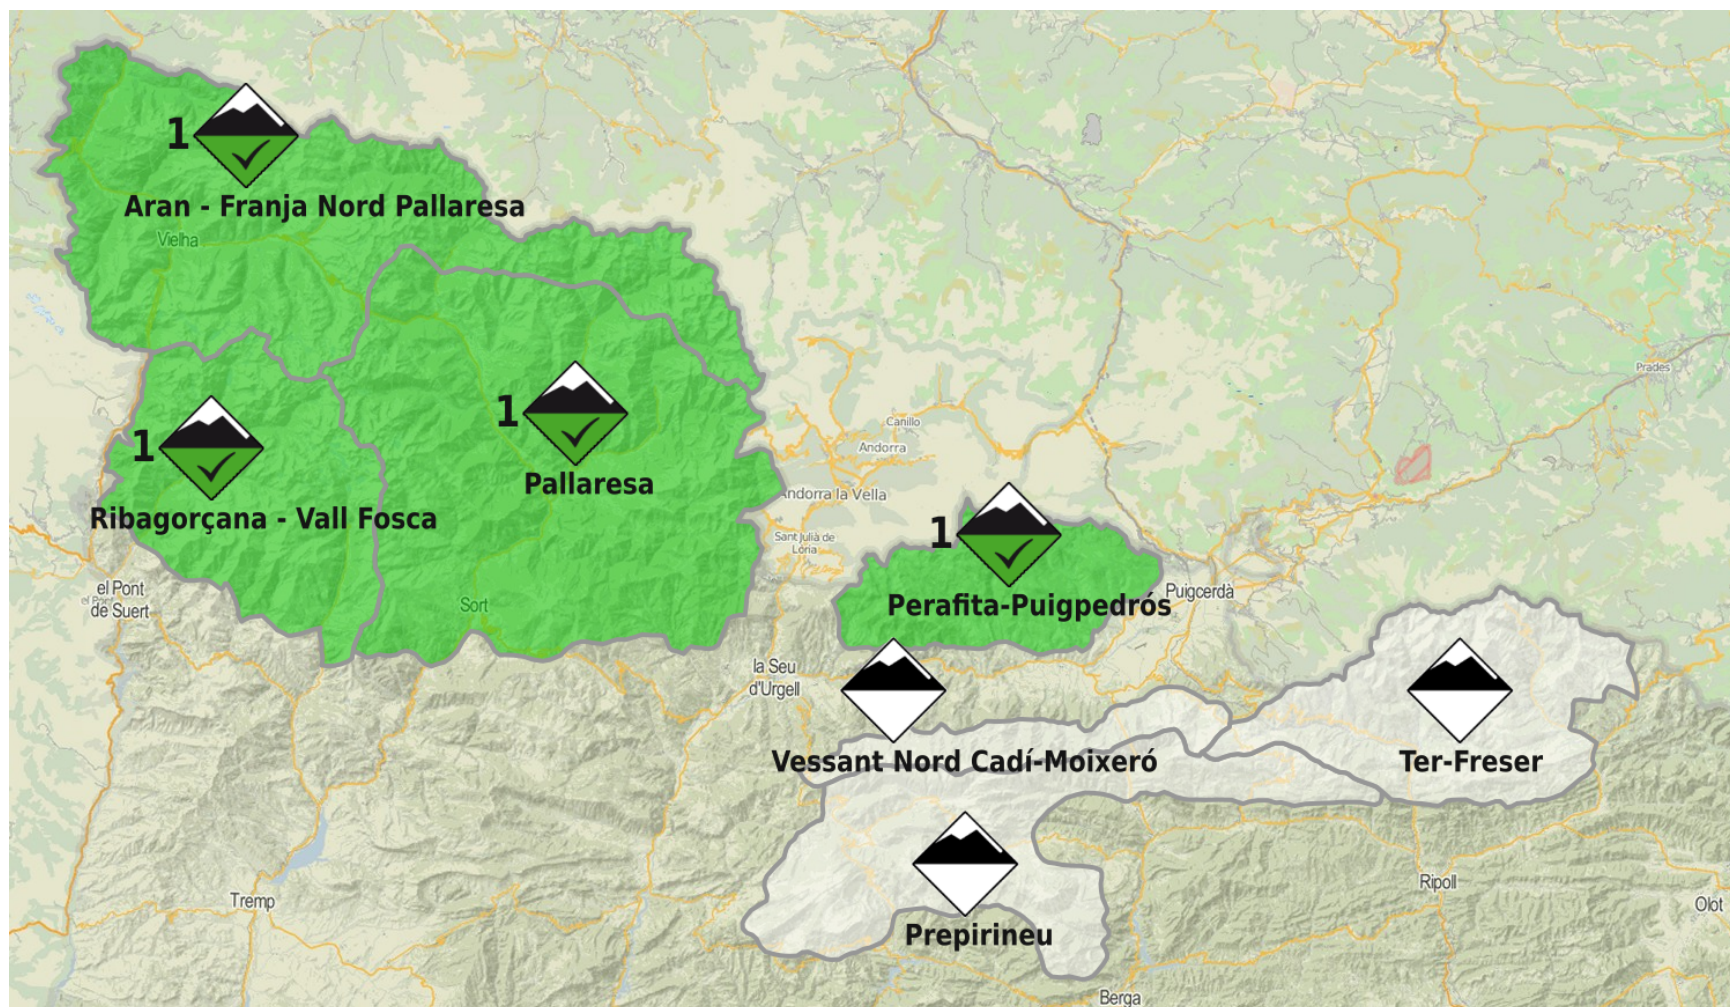 1
Aran - Franja Nord Pallaresa
Vielha
Prades
1
Pallaresa
Canillo
Andorra
1
Ribagorçana - Vall Fosca
Andorra la Vella
1
Sant Julià de
Lòria
Perafita-Puigpedrós
Puigcerdà
el Pont
de Suert
Sort
la Seu
d'Urgell
Vessant Nord Cadí-Moixeró
Ter-Freser
Prepirineu
Tremp
Ripoll
Olot
Berga